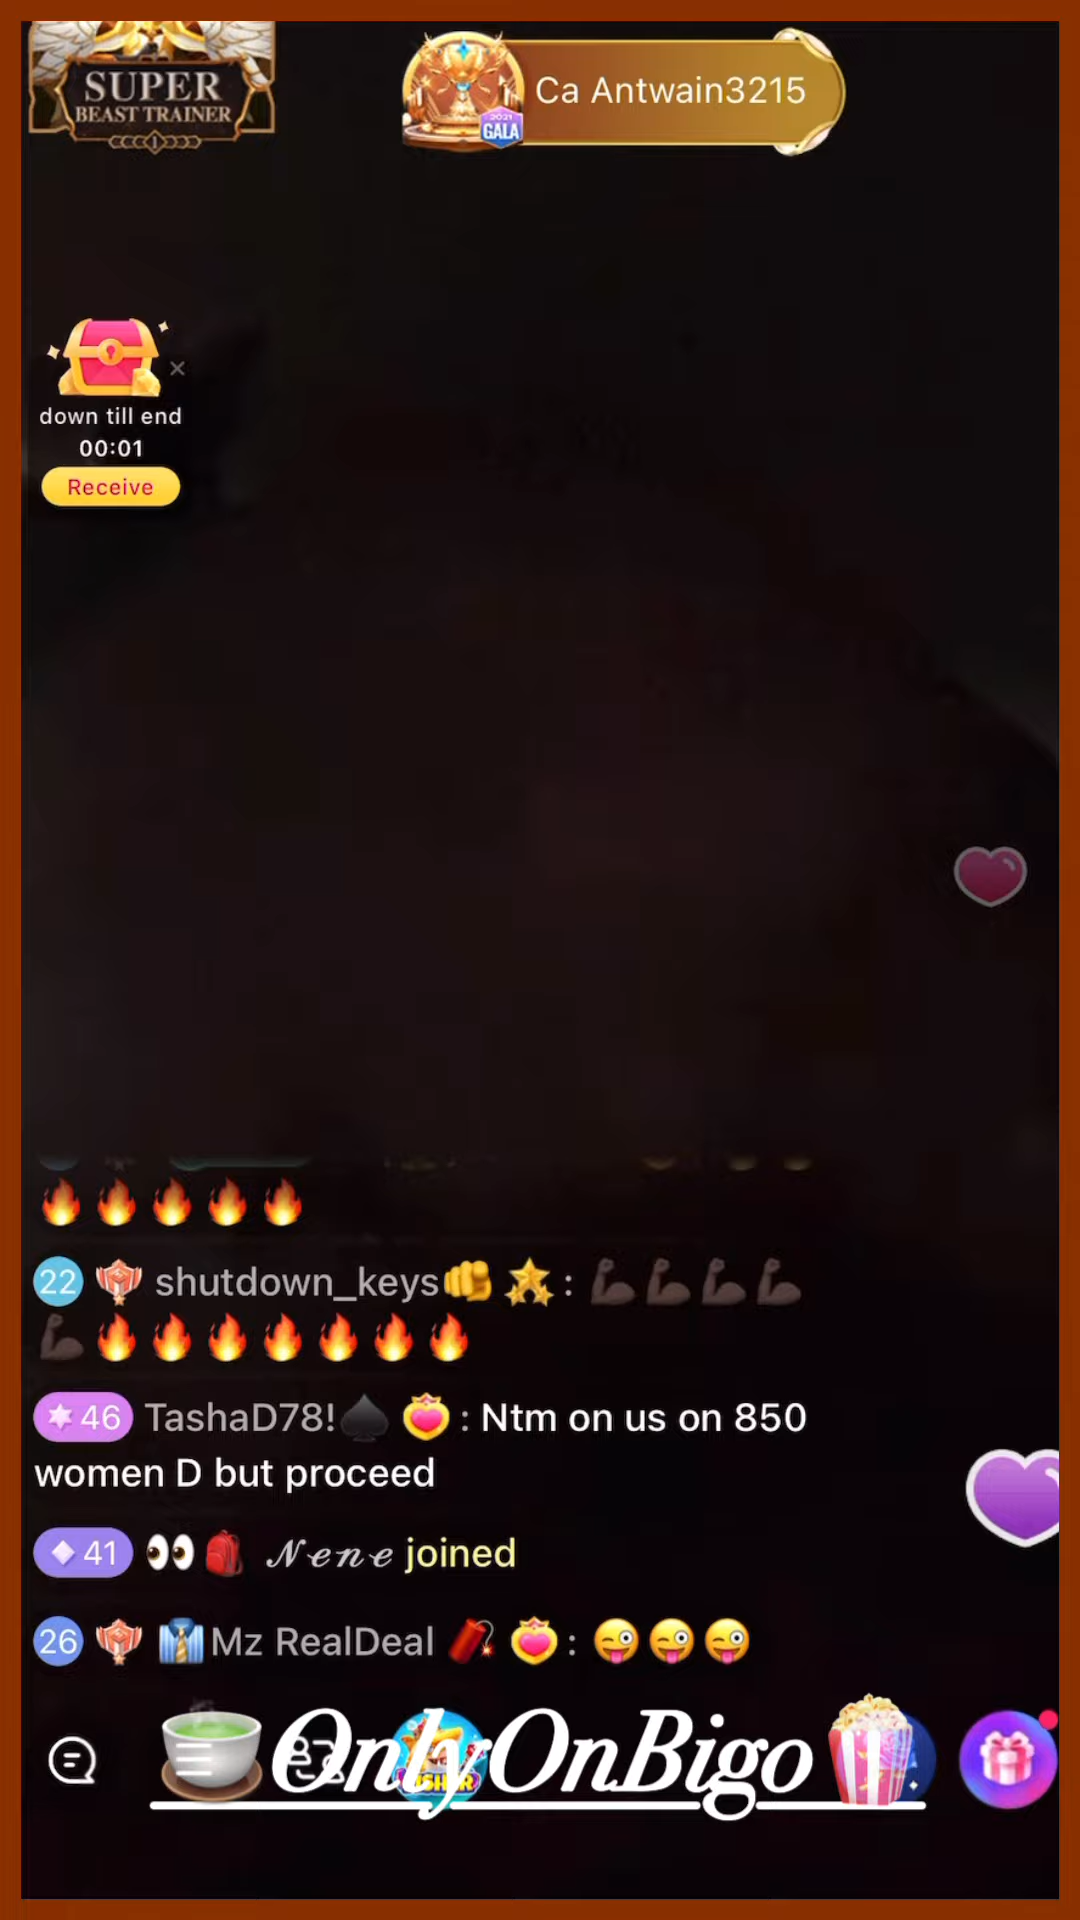 SUPER
BEAST TRAINER
I
2021
GALA
Ca Antwain3215
down till end
00:01
Receive
🔥🔥🔥🔥🔥
22 shutdown_keys👊⭐: 💪🏿💪🏿💪🏿💪🏿
💪🏿🔥🔥🔥🔥🔥🔥🔥
46 TashaD78!♠️ : Ntm on us on 850
women D but proceed
41 👀🎒 𝒩𝑒𝓃𝑒 joined
26 👔Mz RealDeal 🧨 : 😜😜😜
🍵OnlyOnBigo🍿